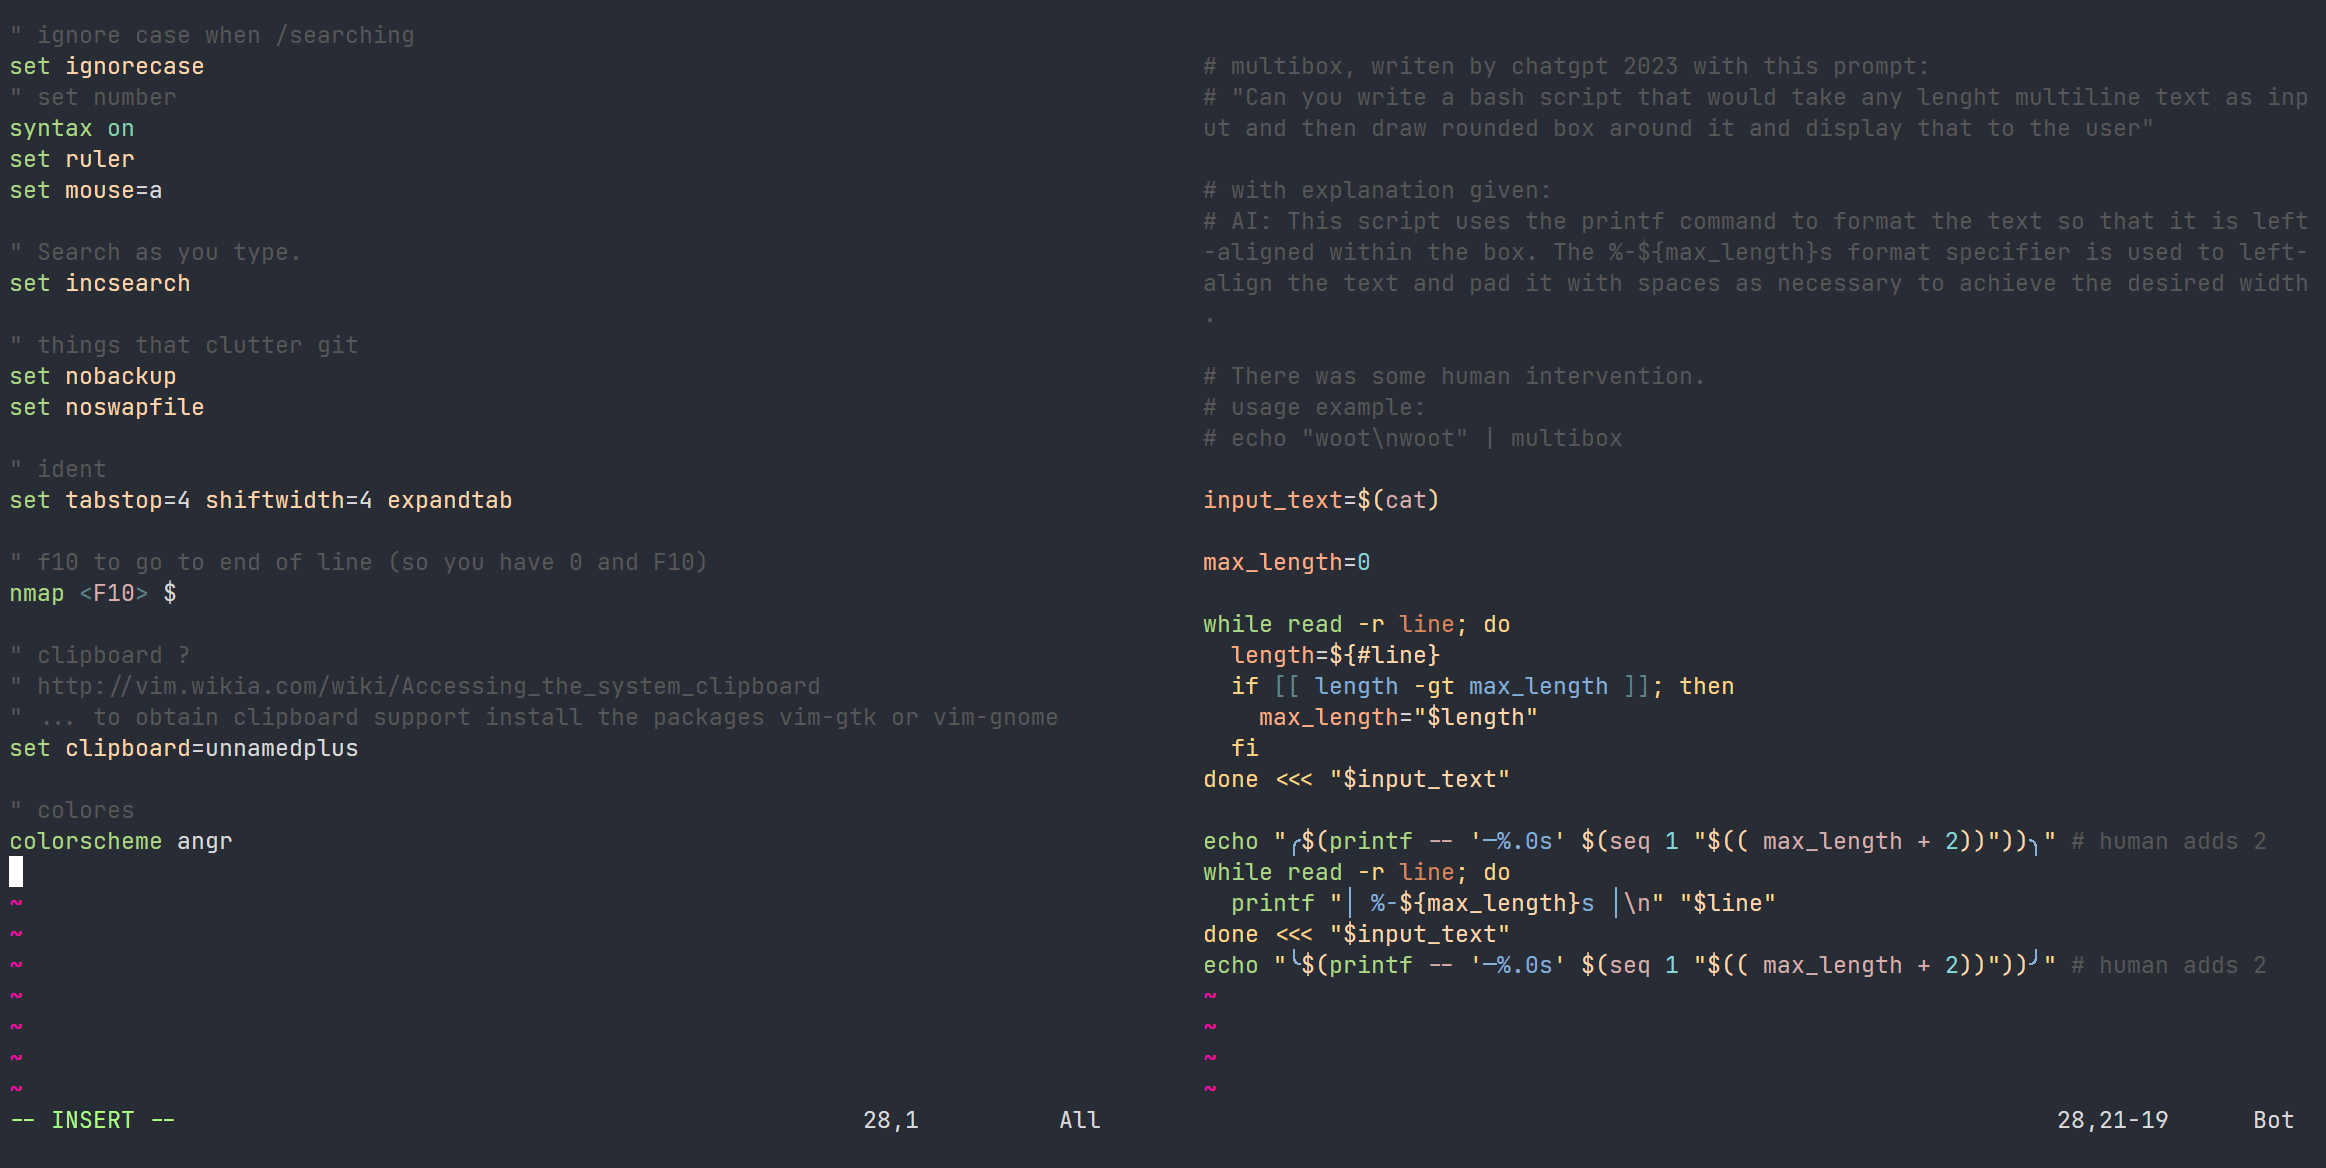 " ignore case when /searching
set ignorecase
" set number
syntax on
set ruler
set mouse=a
" Search as you type.
set incsearch
" things that clutter git
set nobackup
set noswapfile
" ident
set tabstop=4 shiftwidth=4 expandtab
" f10 to go to end of line (so you have 0 and F10)
nmap <F10> $
" clipboard ?
" http://vim.wikia.com/wiki/Accessing_the_system_clipboard
" ... to obtain clipboard support install the packages vim-gtk or vim-gnome
set clipboard=unnamedplus
" colores
colorscheme angr
~
~
~
~
~
~
~
-- INSERT -- 28,1 All
# multibox, writen by chatgpt 2023 with this prompt:
# "Can you write a bash script that would take any lenght multiline text as inp
ut and then draw rounded box around it and display that to the user"
# with explanation given:
# AI: This script uses the printf command to format the text so that it is left
-aligned within the box. The %-${max_length}s format specifier is used to left-
align the text and pad it with spaces as necessary to achieve the desired width
.
# There was some human intervention.
# usage example:
# echo "woot\nwoot" | multibox
input_text=$(cat)
max_length=0
while read -r line; do
  length=${#line}
  if [[ length -gt max_length ]]; then
    max_length="$length"
  fi
done <<< "$input_text"
echo "╭$(printf -- '─%.0s' $(seq 1 "$(( max_length + 2))"))╮" # human adds 2
while read -r line; do
  printf "│ %-${max_length}s │\n" "$line"
done <<< "$input_text"
echo "╰$(printf -- '─%.0s' $(seq 1 "$(( max_length + 2))"))╯" # human adds 2
~
~
~
~
28,21-19 Bot